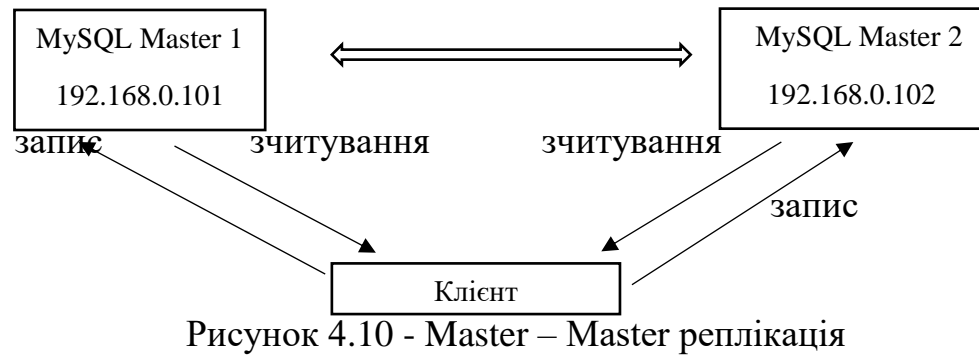 MySQL Master 1
192.168.0.101
MySQL Master 2
192.168.0.102
запис зчитування зчитування
запис
Клієнт
Рисунок 4.10 - Master – Master реплікація